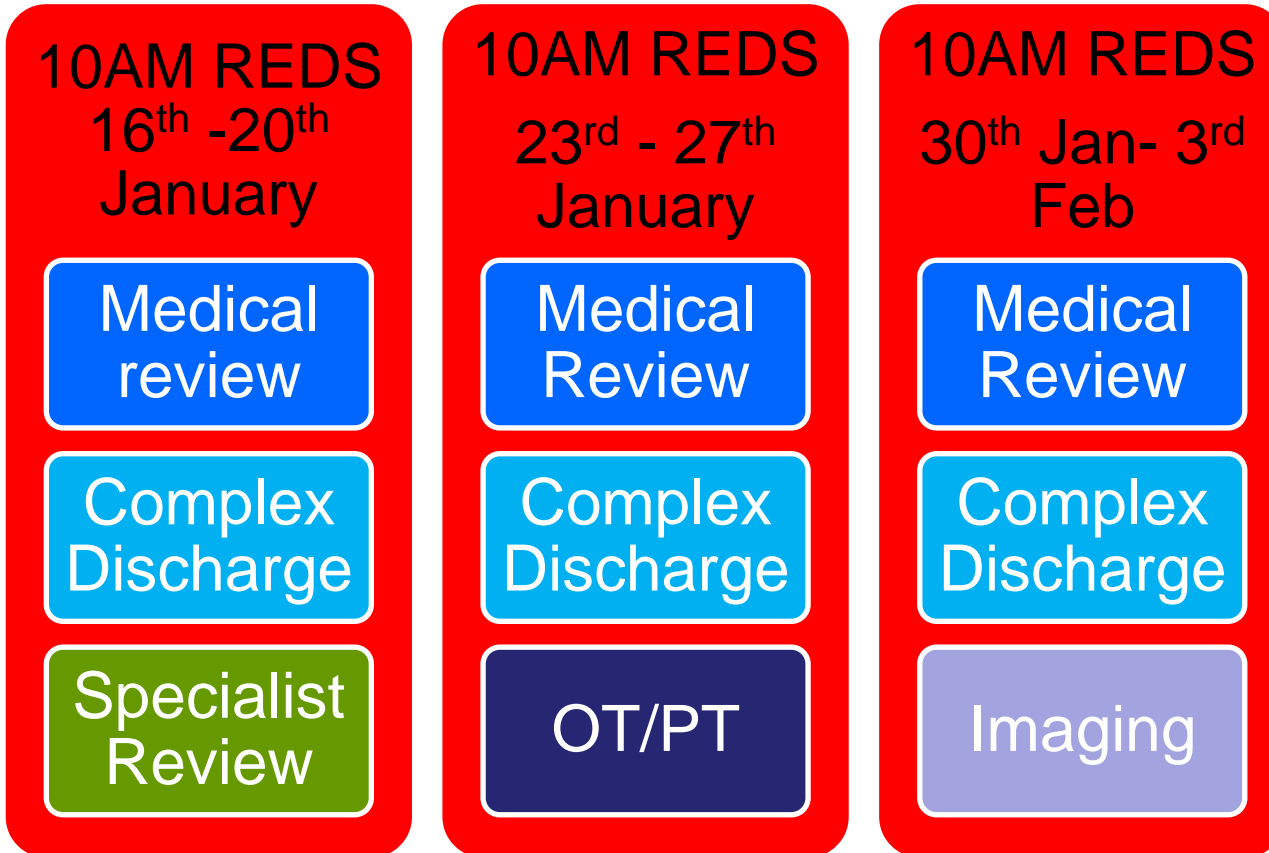 10AM REDS
16th -20th
January
Medical
review
Complex
Discharge
Specialist
Review
10AM REDS
23rd - 27th
January
Medical
Review
Complex
Discharge
OT/PT
10AM REDS
30th Jan- 3rd
Feb
Medical
Review
Complex
Discharge
Imaging